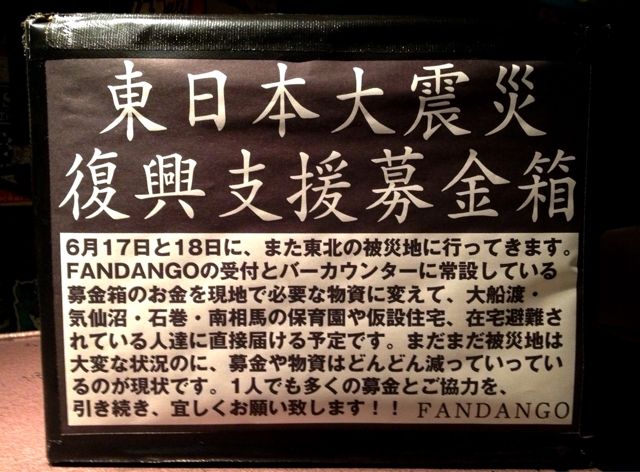 東日本大震災
復興支援募金箱
6月17日と18日に、また東北の被災地に行ってきます。
FANDANGOの受付とバーカウンターに常設している
募金箱のお金を現地で必要な物資に変えて、大船渡・
気仙沼・石巻・南相馬の保育園や仮設住宅、在宅避難さ
れている人達に直接届ける予定です。まだまだ被災地は
大変な状況のに、募金や物資はどんどん減っていってい
るのが現状です。1人でも多くの募金とご協力を、
引き続き、宜しくお願い致します！！ FANDANGO